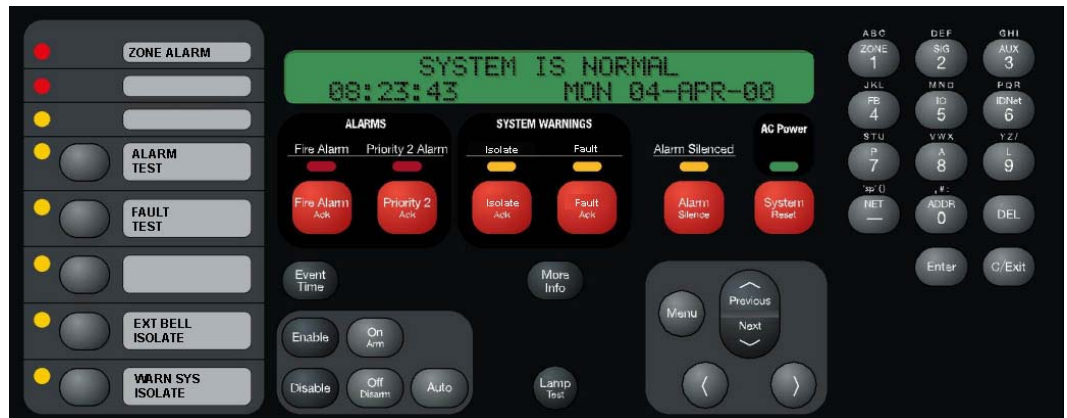 ZONE ALARM
ALARM
TEST
FAULT
TEST
EXT BELL
ISOLATE
WARN SYS
ISOLATE
SYSTEM IS NORMAL
08:23:43 MON 04-APR-00
ALARMS
SYSTEM WARNINGS
AC Power
Fire Alarm Priority 2 Alarm
Isolate Fault
Alarm Silenced
Fire Alarm
Ack
Priority 2
Ack
Isolate
Ack
Fault
Ack
Alarm
Silence
System
Reset
Event
Time
More
Info
Enable
On
Arm
Disable
Off
Disarm
Auto
Lamp
Test
Menu
Previous
Next
ABC DEF GHI
ZONE
1
SIG
2
AUX
3
JKL MNO PQR
FB
4
IO
5
IDNet
6
STU VWX YZ/
P
7
A
8
L
9
'sp' () ,#:
NET
—
ADDR
0
DEL
Enter
C/Exit